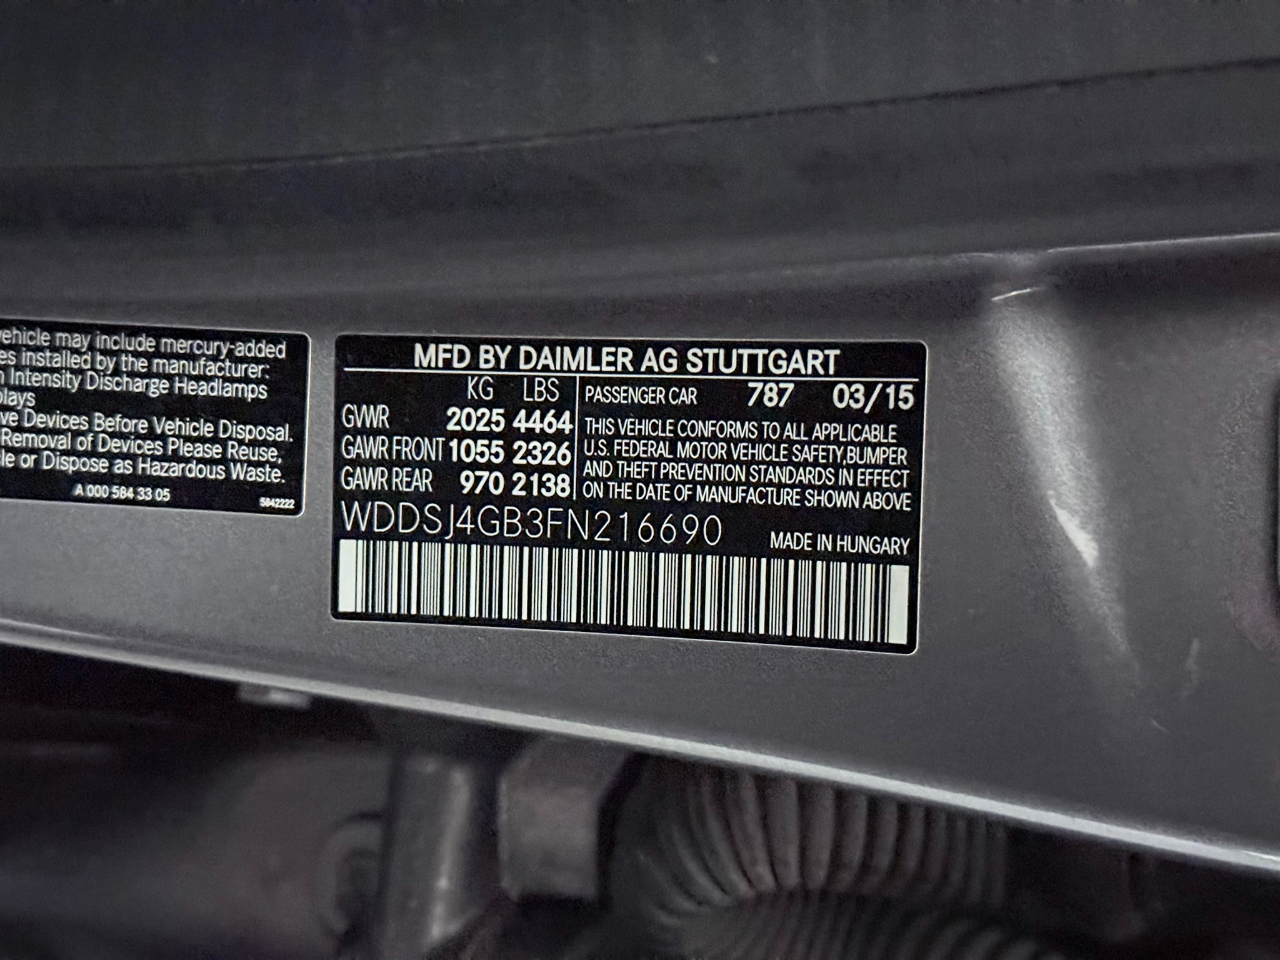 ehicle may include mercury-added
es installed by the manufacturer:
Intensity Discharge Headlamps
plays
ve Devices Before Vehicle Disposal.
Removal of Devices Please Reuse,
le or Dispose as Hazardous Waste.
A 000 584 33 05
5842222
MFD BY DAIMLER AG STUTTGART
KG LBS
GVWR 2025 4464
GAWR FRONT 1055 2326
GAWR REAR 970 2138
PASSENGER CAR 787 03/15
THIS VEHICLE CONFORMS TO ALL APPLICABLE
U.S. FEDERAL MOTOR VEHICLE SAFETY,BUMPER
AND THEFT PREVENTION STANDARDS IN EFFECT
ON THE DATE OF MANUFACTURE SHOWN ABOVE
WDDSJ4GB3FN216690
MADE IN HUNGARY